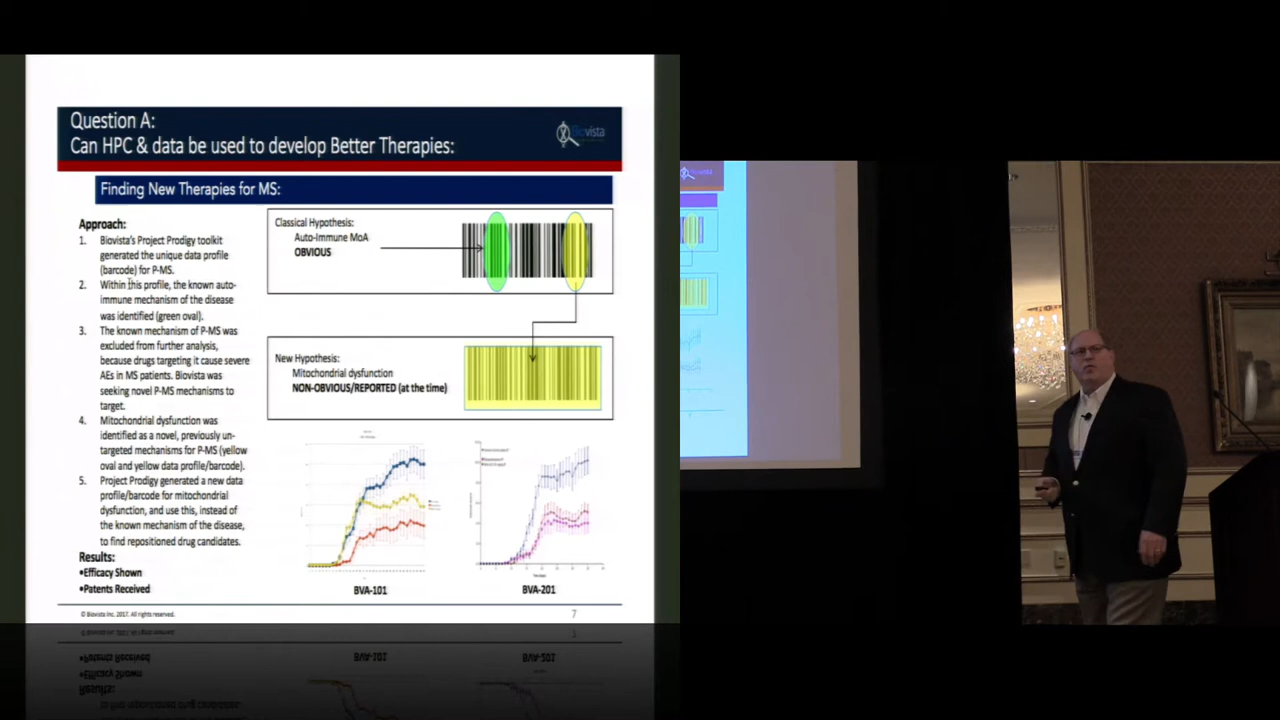 Question A:
Can HPC & data be used to develop Better Therapies:
Biovista
Finding New Therapies for MS:
Approach:
1. Biovista's Project Prodigy toolkit
generated the unique data profile
(barcode) for P-MS.
2. Within this profile, the known auto-
immune mechanism of the disease
was identified (green oval).
3. The known mechanism of P-MS was
excluded from further analysis,
because drugs targeting it cause severe
AEs in MS patients. Biovista was
seeking novel P-MS mechanisms to
target.
4. Mitochondrial dysfunction was
identified as a novel, previously un-
targeted mechanisms for P-MS (yellow
oval and yellow data profile/barcode).
5. Project Prodigy generated a new data
profile/barcode for mitochondrial
dysfunction, and use this, instead of
the known mechanism of the disease,
to find repositioned drug candidates.
Results:
•Efficacy Shown
•Patents Received
Classical Hypothesis:
Auto-Immune MoA
OBVIOUS
New Hypothesis:
Mitochondrial dysfunction
NON-OBVIOUS/REPORTED (at the time)
BVA-101
BVA-201
© Biovista Inc. 2017. All rights reserved.
7